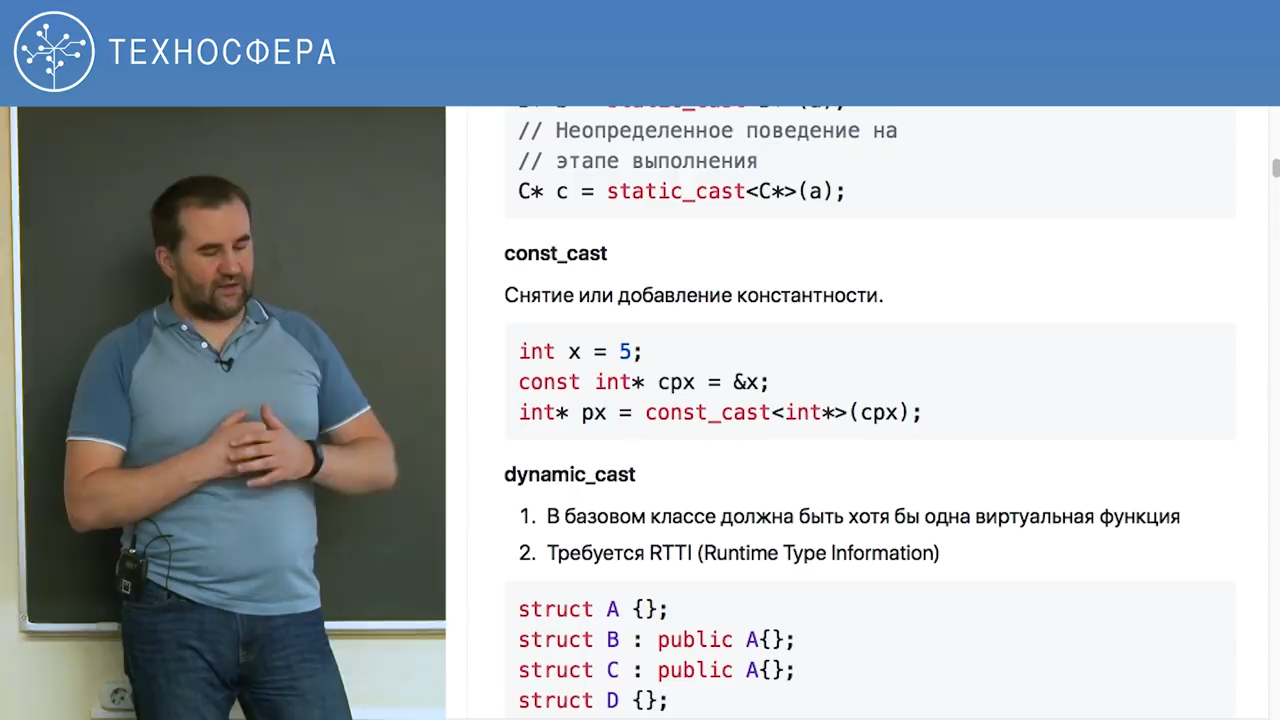 ТЕХНОСФЕРА
// Неопределенное поведение на
// этапе выполнения
C* c = static_cast<C*>(a);
const_cast
Снятие или добавление константности.
int x = 5;
const int* cpx = &x;
int* px = const_cast<int*>(cpx);
dynamic_cast
1. В базовом классе должна быть хотя бы одна виртуальная функция
2. Требуется RTTI (Runtime Type Information)
struct A {};
struct B : public A{};
struct C : public A{};
struct D {};